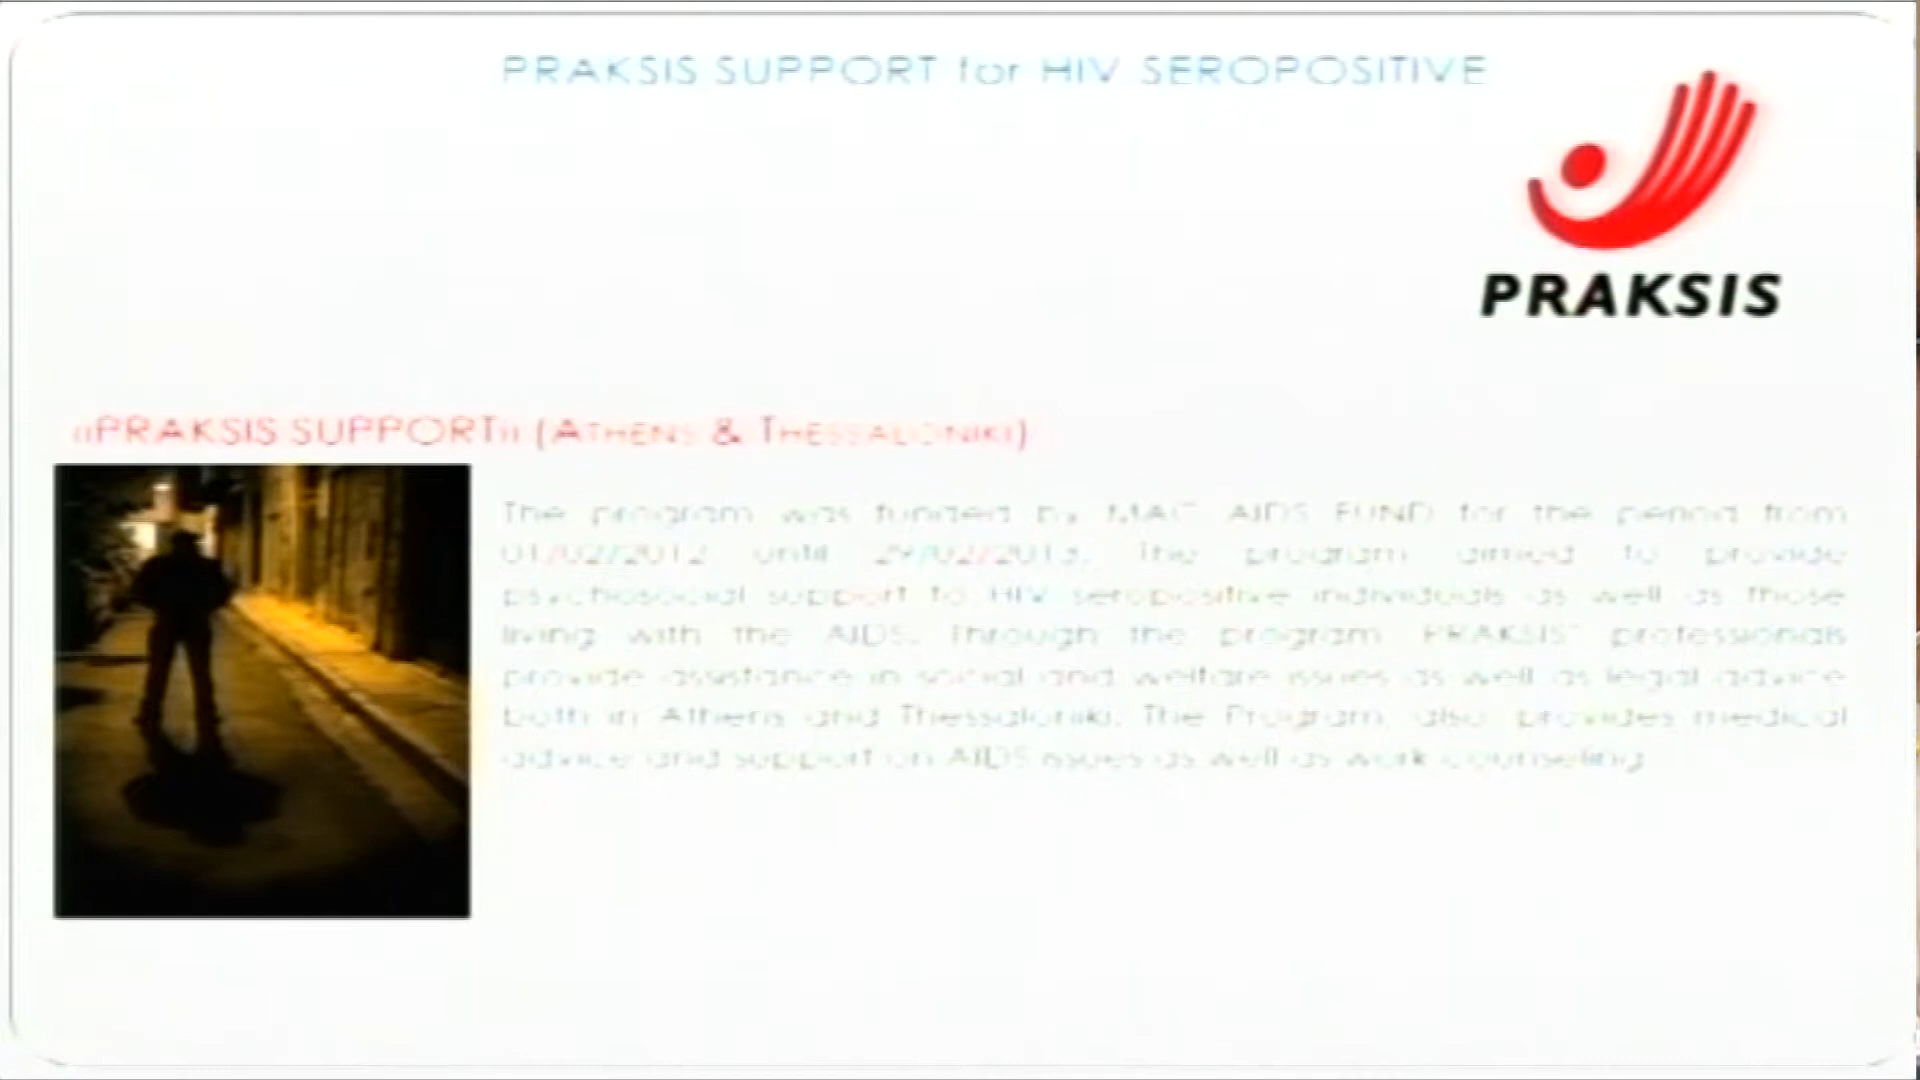 PRAKSIS SUPPORT for HIV SEROPOSITIVE
PRAKSIS
«PRAKSIS SUPPORT» (ATHENS & THESSALONIKI)
The program was funded by MAC AIDS FUND for the period from
01/02/2012 until 29/02/2013. The program aimed to provide
psychosocial support to HIV seropositive individuals as well as those
living with the AIDS. Through the program PRAKSIS' professionals
provide assistance in social and welfare issues as well as legal advice
both in Athens and Thessaloniki. The Program, also, provides medical
advice and support on AIDS issues as well as work counseling